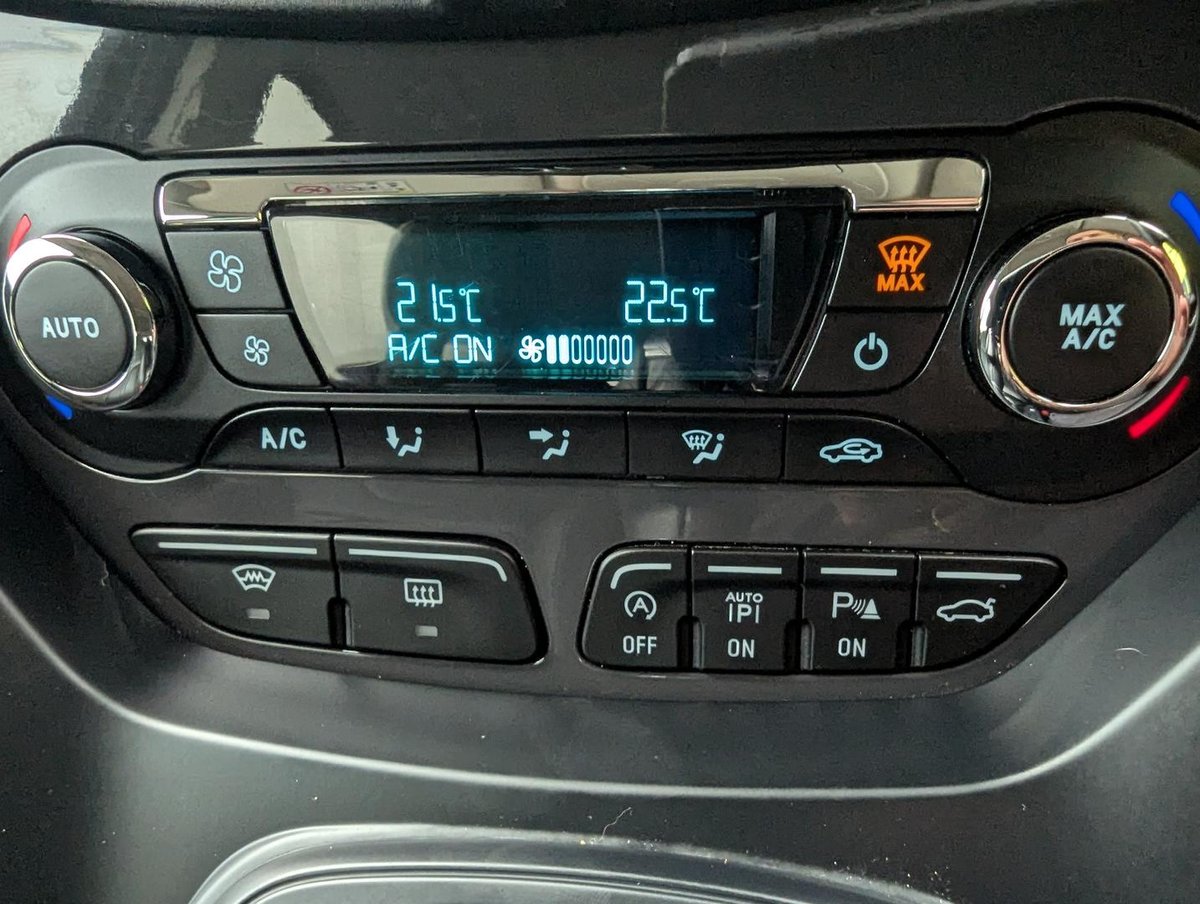 21.5°C 22.5°C
A/C ON
MAX
AUTO
MAX
A/C
A/C
A
OFF
AUTO
P
ON
P
ON